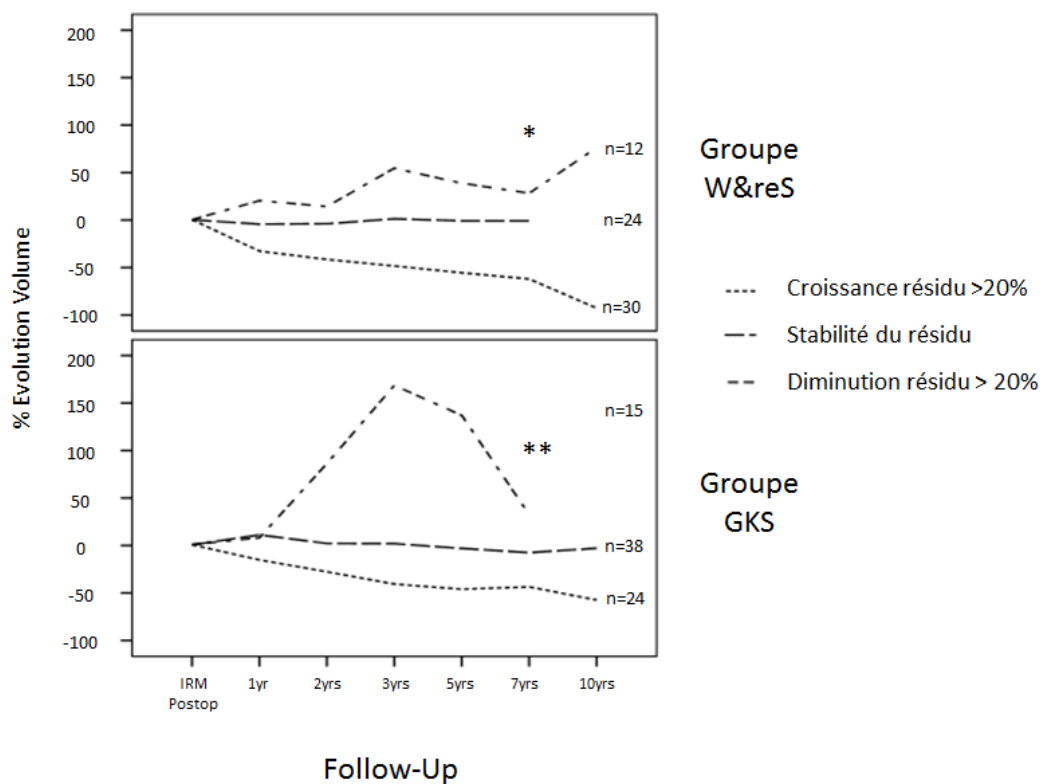 200
150
100
50
0
-50
-100
*
n=12
n=24
n=30
Groupe
W&reS
% Evolution Volume
Croissance résidu >20%
Stabilité du résidu
Diminution résidu > 20%
200
150
100
50
0
-50
-100
n=15
**
n=38
n=24
Groupe
GKS
IRM
Postop
1yr
2yrs
3yrs
5yrs
7yrs
10yrs
Follow-Up